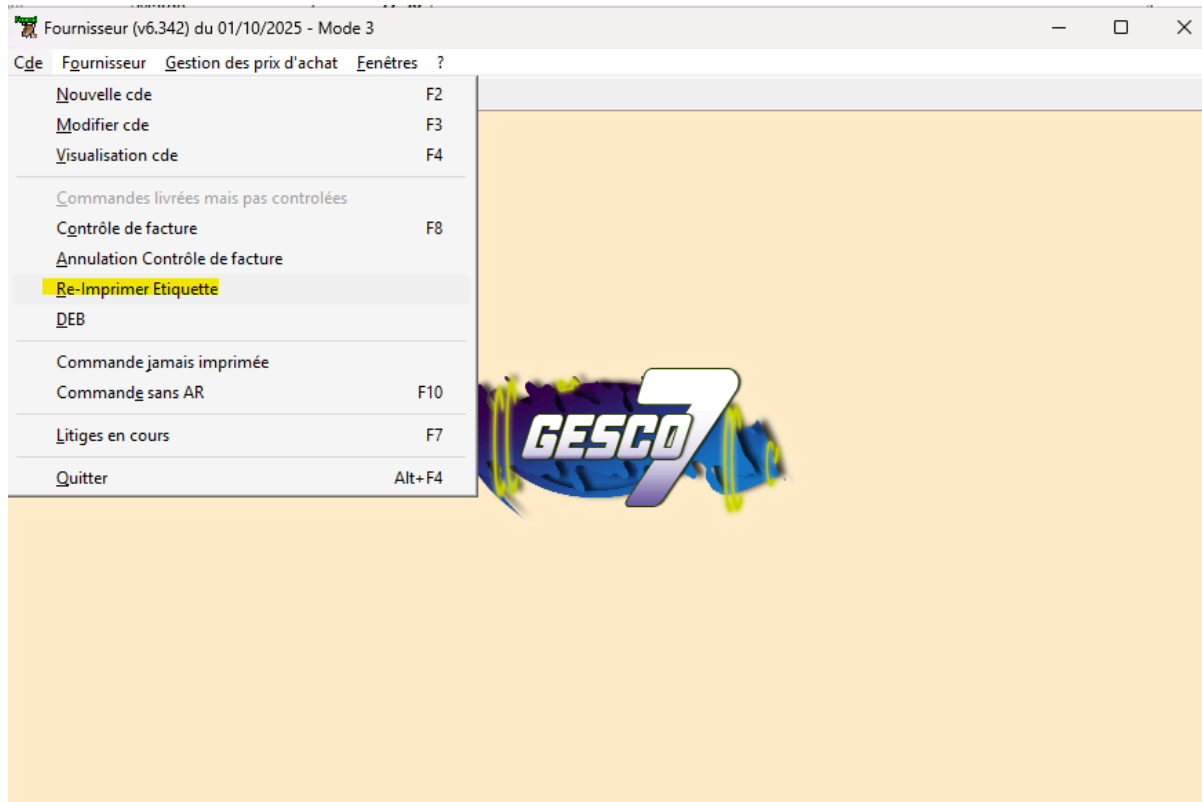 Fournisseur (v6.342) du 01/10/2025 - Mode 3
Cde Fournisseur Gestion des prix d'achat Fenêtres ?
Nouvelle cde F2
Modifier cde F3
Visualisation cde F4
Commandes livrées mais pas controlées
Contrôle de facture F8
Annulation Contrôle de facture
Re-Imprimer Etiquette
DEB
Commande jamais imprimée
Commande sans AR F10
Litiges en cours F7
Quitter Alt+F4
GESCO 7